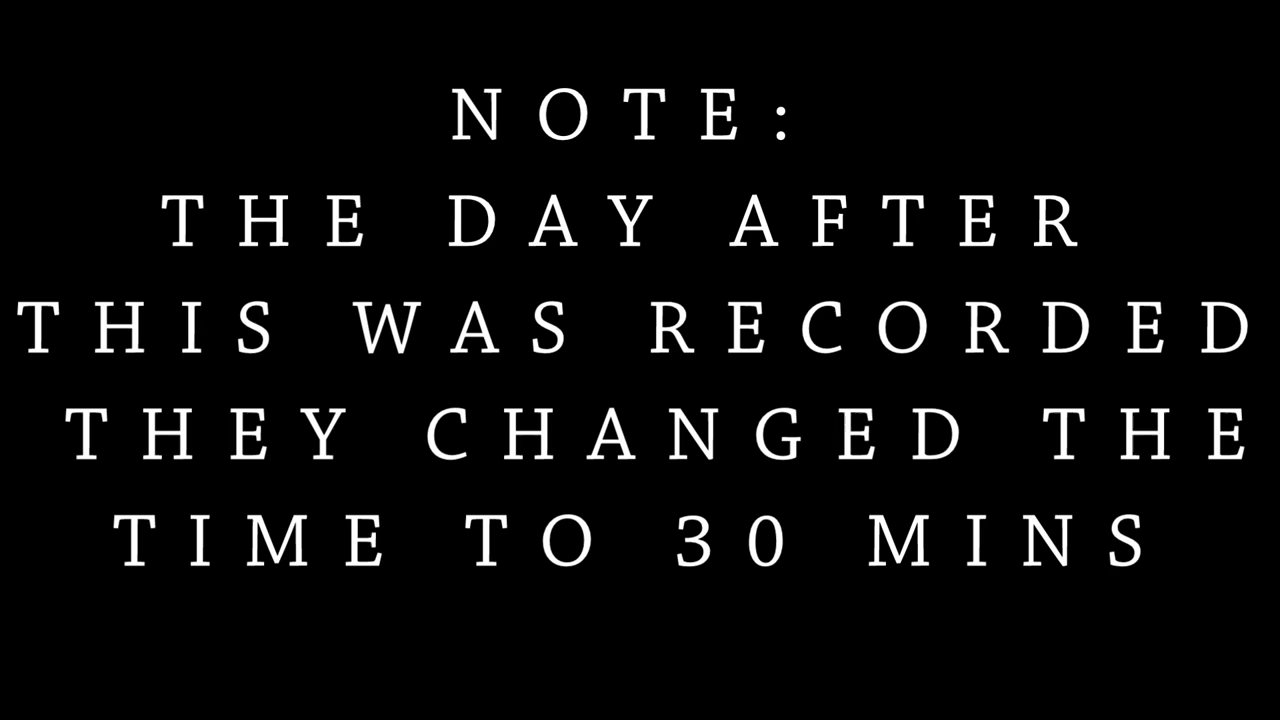 NOTE:
THE DAY AFTER
THIS WAS RECORDED
THEY CHANGED THE
TIME TO 30 MINS